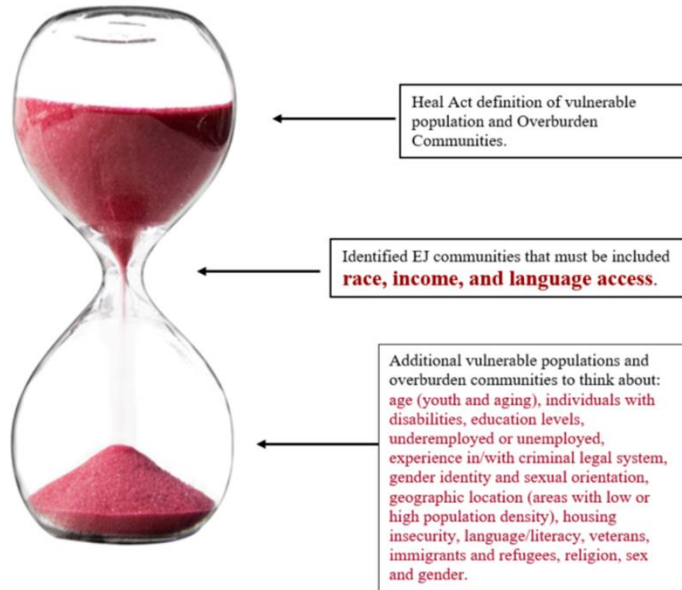 Heal Act definition of vulnerable
population and Overburden
Communities.
Identified EJ communities that must be included
race, income, and language access.
Additional vulnerable populations and
overburden communities to think about:
age (youth and aging), individuals with
disabilities, education levels,
underemployed or unemployed,
experience in/with criminal legal system,
gender identity and sexual orientation,
geographic location (areas with low or
high population density), housing
insecurity, language/literacy, veterans,
immigrants and refugees, religion, sex
and gender.